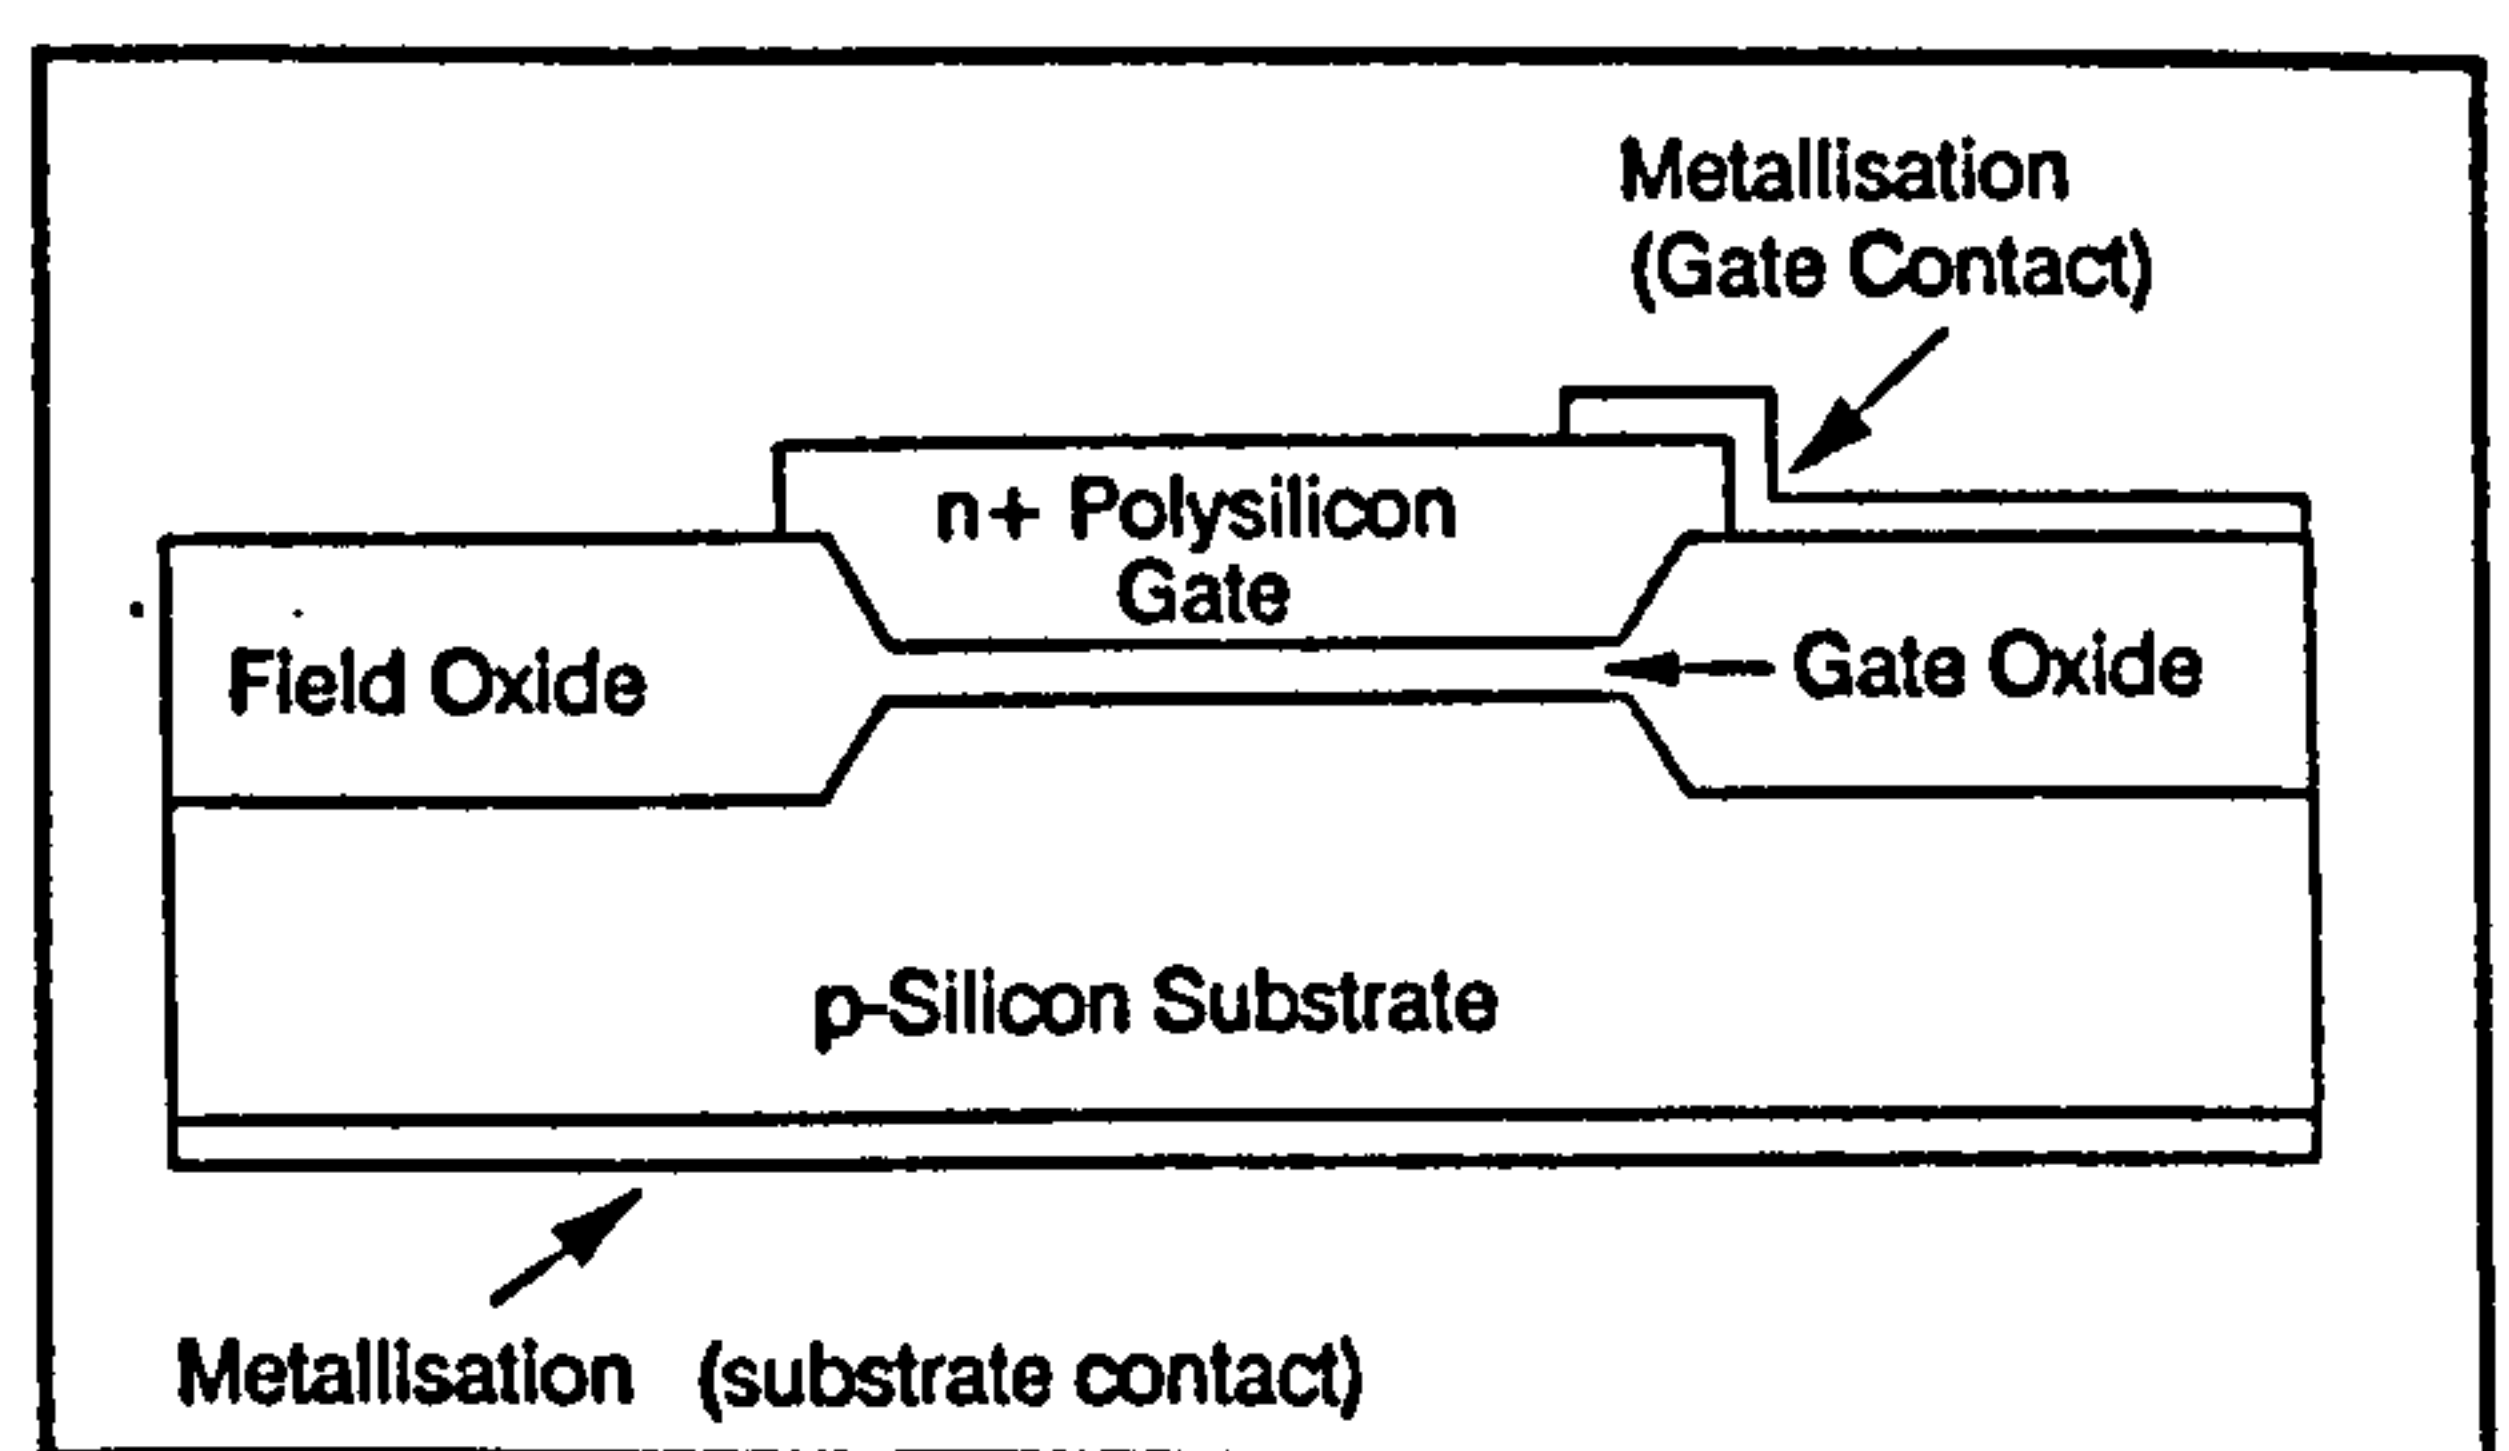 Metallisation
(Gate Contact)
n+ Polysilicon
Gate
Field Oxide
Gate Oxide
p-Silicon Substrate
Metallisation (substrate contact)